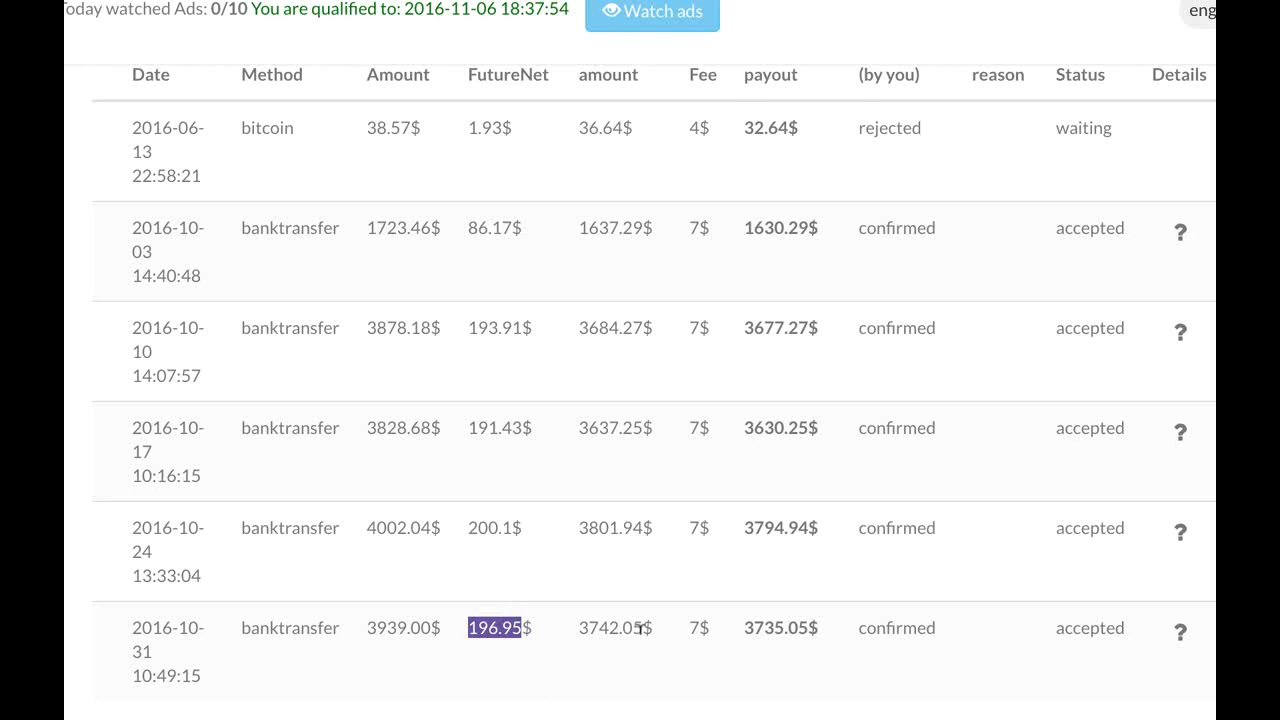 Today watched Ads: 0/10 You are qualified to: 2016-11-06 18:37:54 Watch ads eng
Date Method Amount FutureNet amount Fee payout (by you) reason Status Details
2016-06- bitcoin 38.57$ 1.93$ 36.64$ 4$ 32.64$ rejected waiting
13
22:58:21
2016-10- banktransfer 1723.46$ 86.17$ 1637.29$ 7$ 1630.29$ confirmed accepted ?
03
14:40:48
2016-10- banktransfer 3878.18$ 193.91$ 3684.27$ 7$ 3677.27$ confirmed accepted ?
10
14:07:57
2016-10- banktransfer 3828.68$ 191.43$ 3637.25$ 7$ 3630.25$ confirmed accepted ?
17
10:16:15
2016-10- banktransfer 4002.04$ 200.1$ 3801.94$ 7$ 3794.94$ confirmed accepted ?
24
13:33:04
2016-10- banktransfer 3939.00$ 196.95$ 3742.05$ 7$ 3735.05$ confirmed accepted ?
31
10:49:15